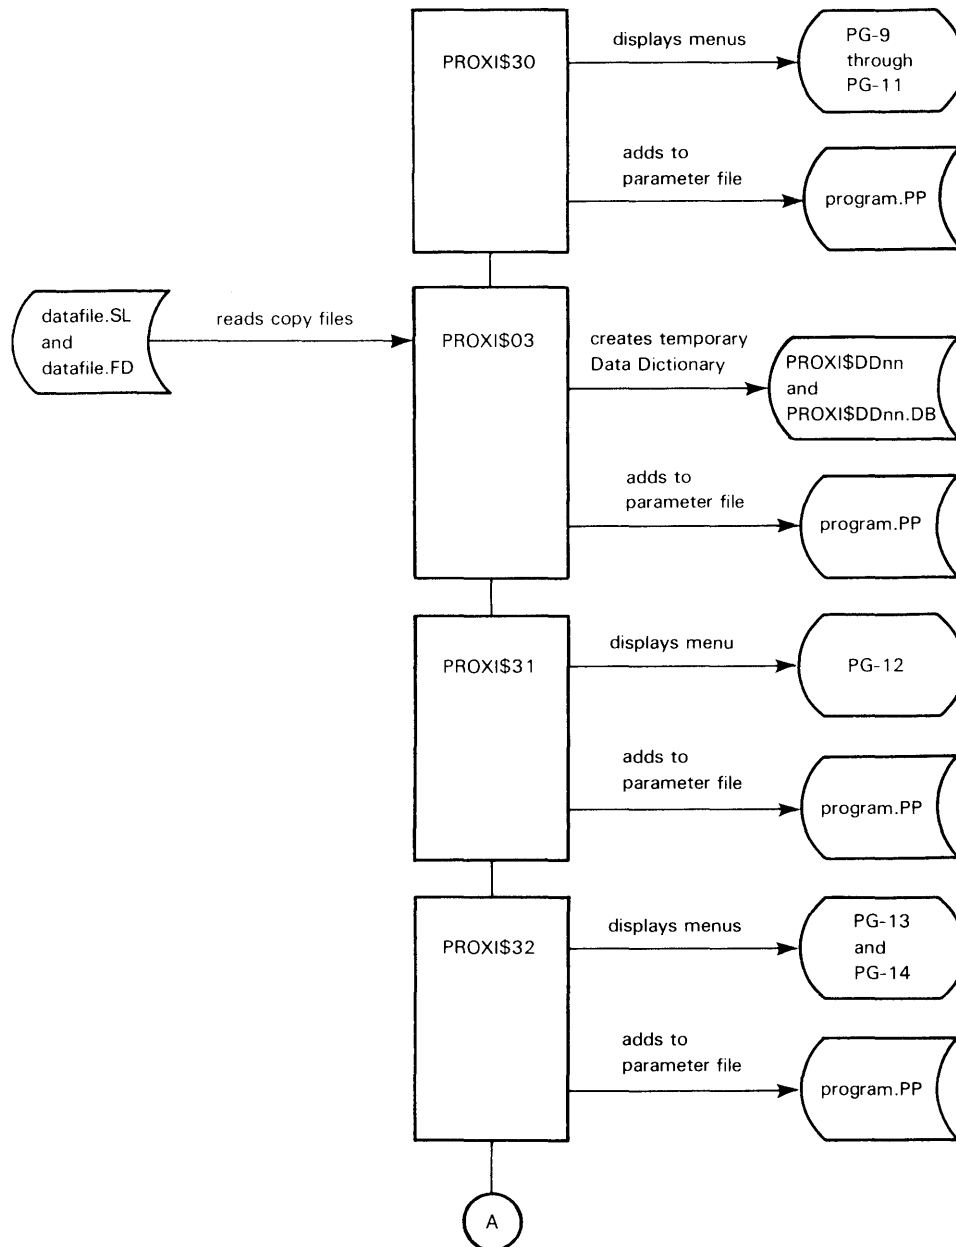 PROXI$30
displays menus
PG-9
through
PG-11
adds to
parameter file
program.PP
datafile.SL
and
datafile.FD
reads copy files
PROXI$03
creates temporary
Data Dictionary
PROXI$DDnn
and
PROXI$DDnn.DB
adds to
parameter file
program.PP
PROXI$31
displays menu
PG-12
adds to
parameter file
program.PP
PROXI$32
displays menus
PG-13
and
PG-14
adds to
parameter file
program.PP
A